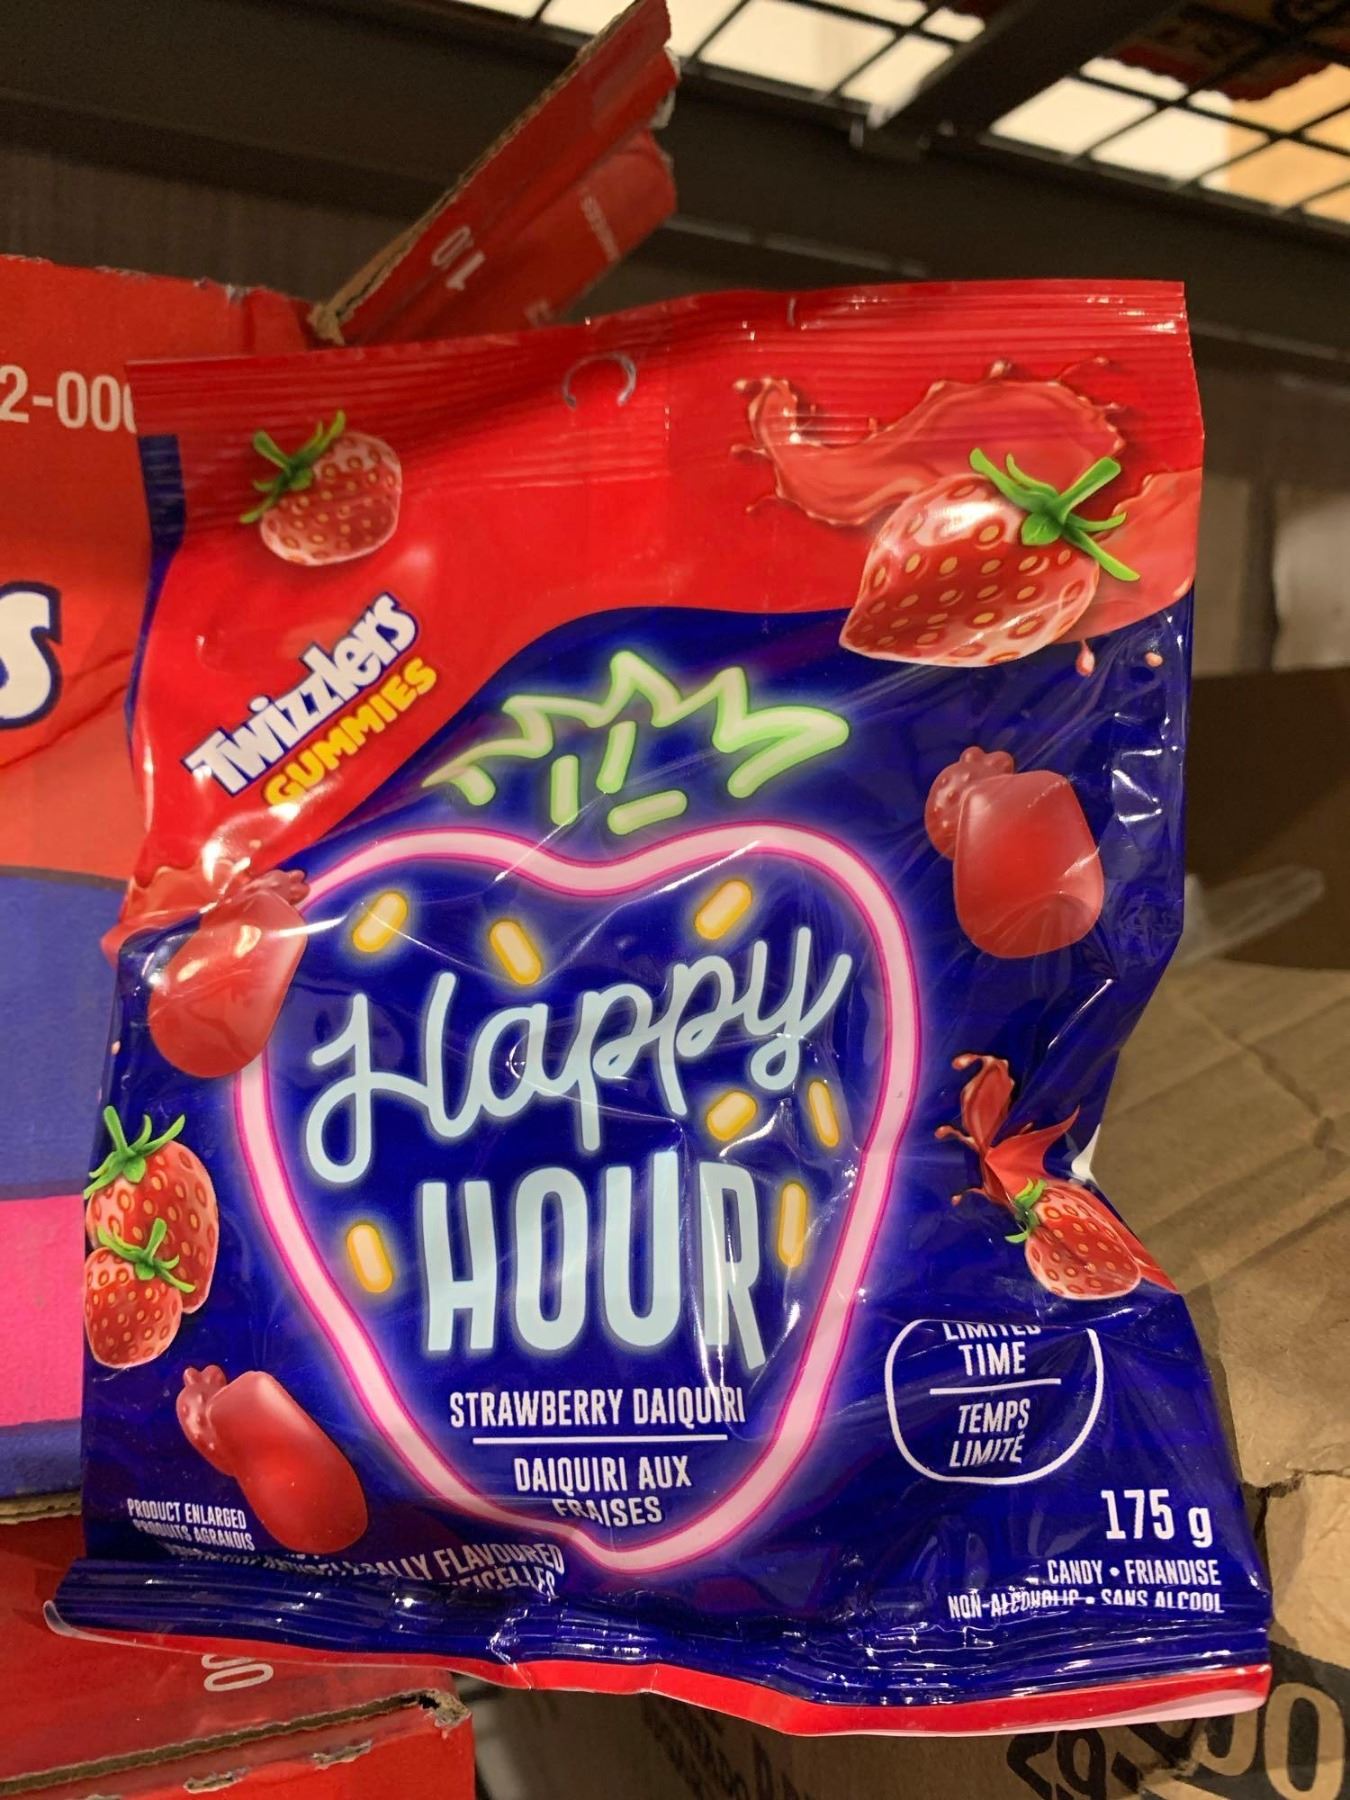 10
2-00
S
Twizzlers
GUMMIES
Happy
HOUR
STRAWBERRY DAIQUIRI
DAIQUIRI AUX
FRAISES
LIMITED
TIME
TEMPS
LIMITÉ
175 g
CANDY • FRIANDISE
NON-ALCOHOLIC • SANS ALCOOL
PRODUCT ENLARGED
PRODUITS AGRANDIS
FLAVOURED